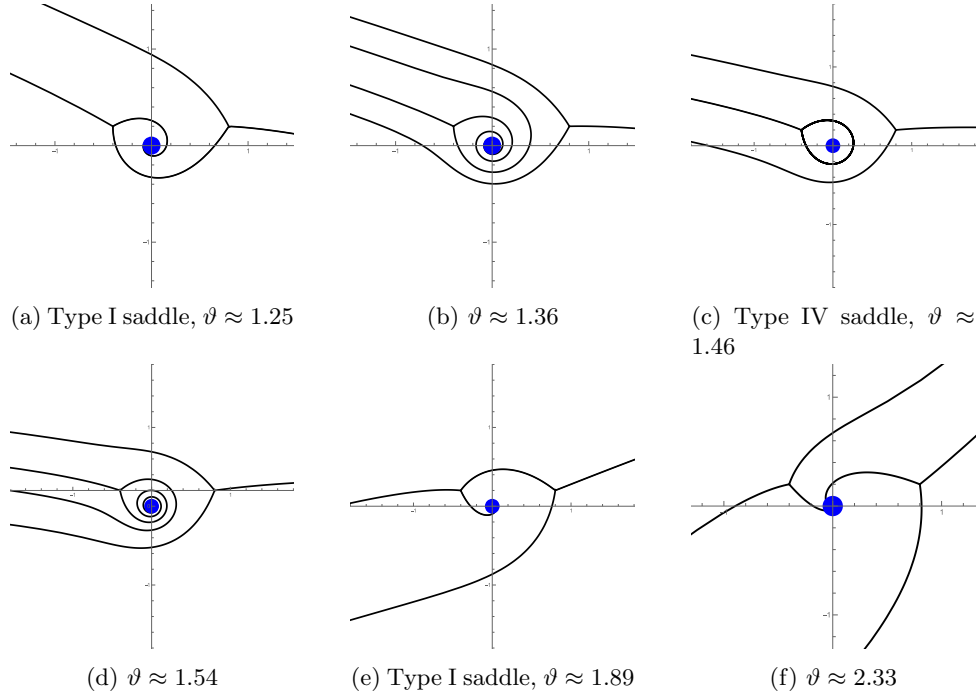 (a) Type I saddle, ϑ ≈ 1.25
(b) ϑ ≈ 1.36
(c) Type IV saddle, ϑ ≈
1.46
(d) ϑ ≈ 1.54
(e) Type I saddle, ϑ ≈ 1.89
(f) ϑ ≈ 2.33